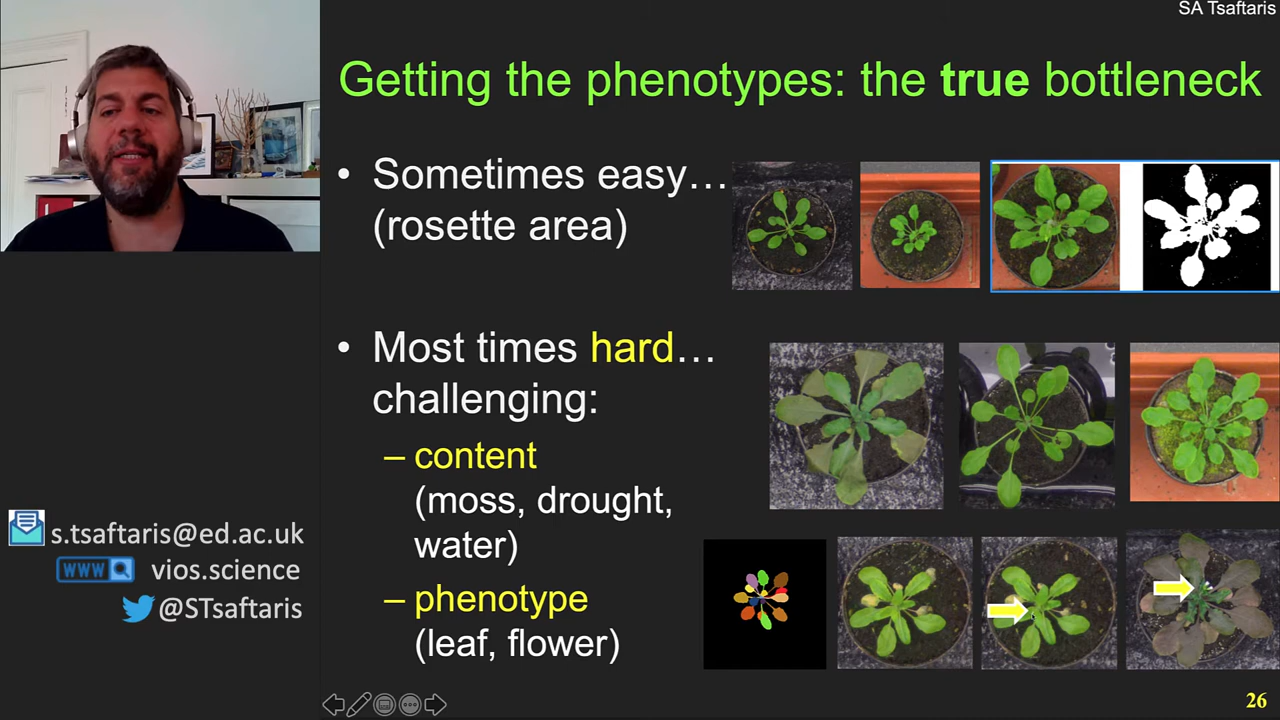 SA Tsaftaris
Getting the phenotypes: the true bottleneck
• Sometimes easy…
(rosette area)
• Most times hard…
challenging:
– content
(moss, drought,
water)
– phenotype
(leaf, flower)
s.tsaftaris@ed.ac.uk
WWW vios.science
@STsaftaris
26